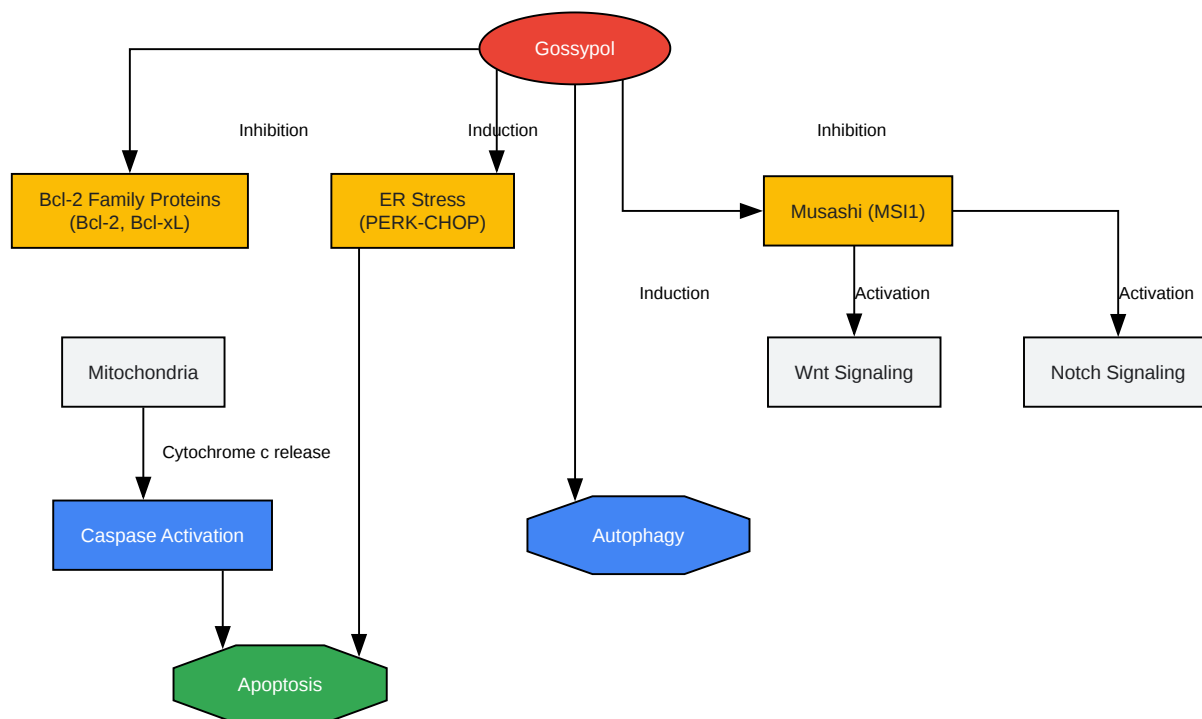 Gossypol
Inhibition
Induction
Inhibition
Bcl-2 Family Proteins
(Bcl-2, Bcl-xL)
ER Stress
(PERK-CHOP)
Musashi (MSI1)
Induction
Activation
Activation
Mitochondria
Wnt Signaling
Notch Signaling
Cytochrome c release
Caspase Activation
Autophagy
Apoptosis